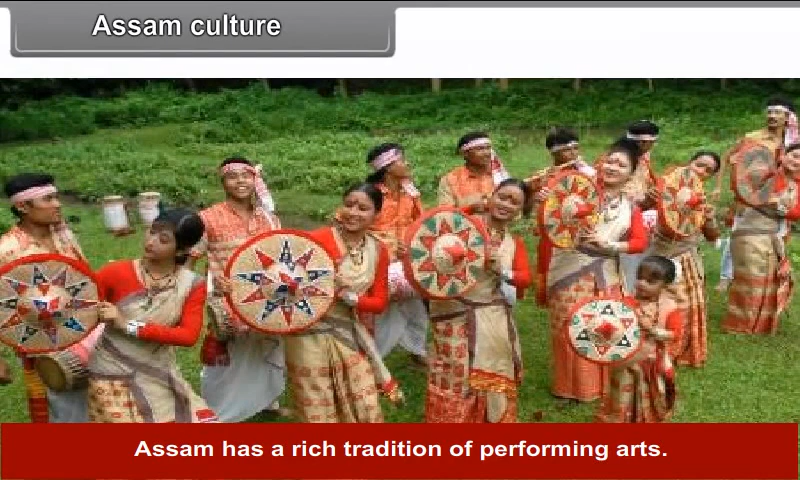 Assam culture
Assam has a rich tradition of performing arts.